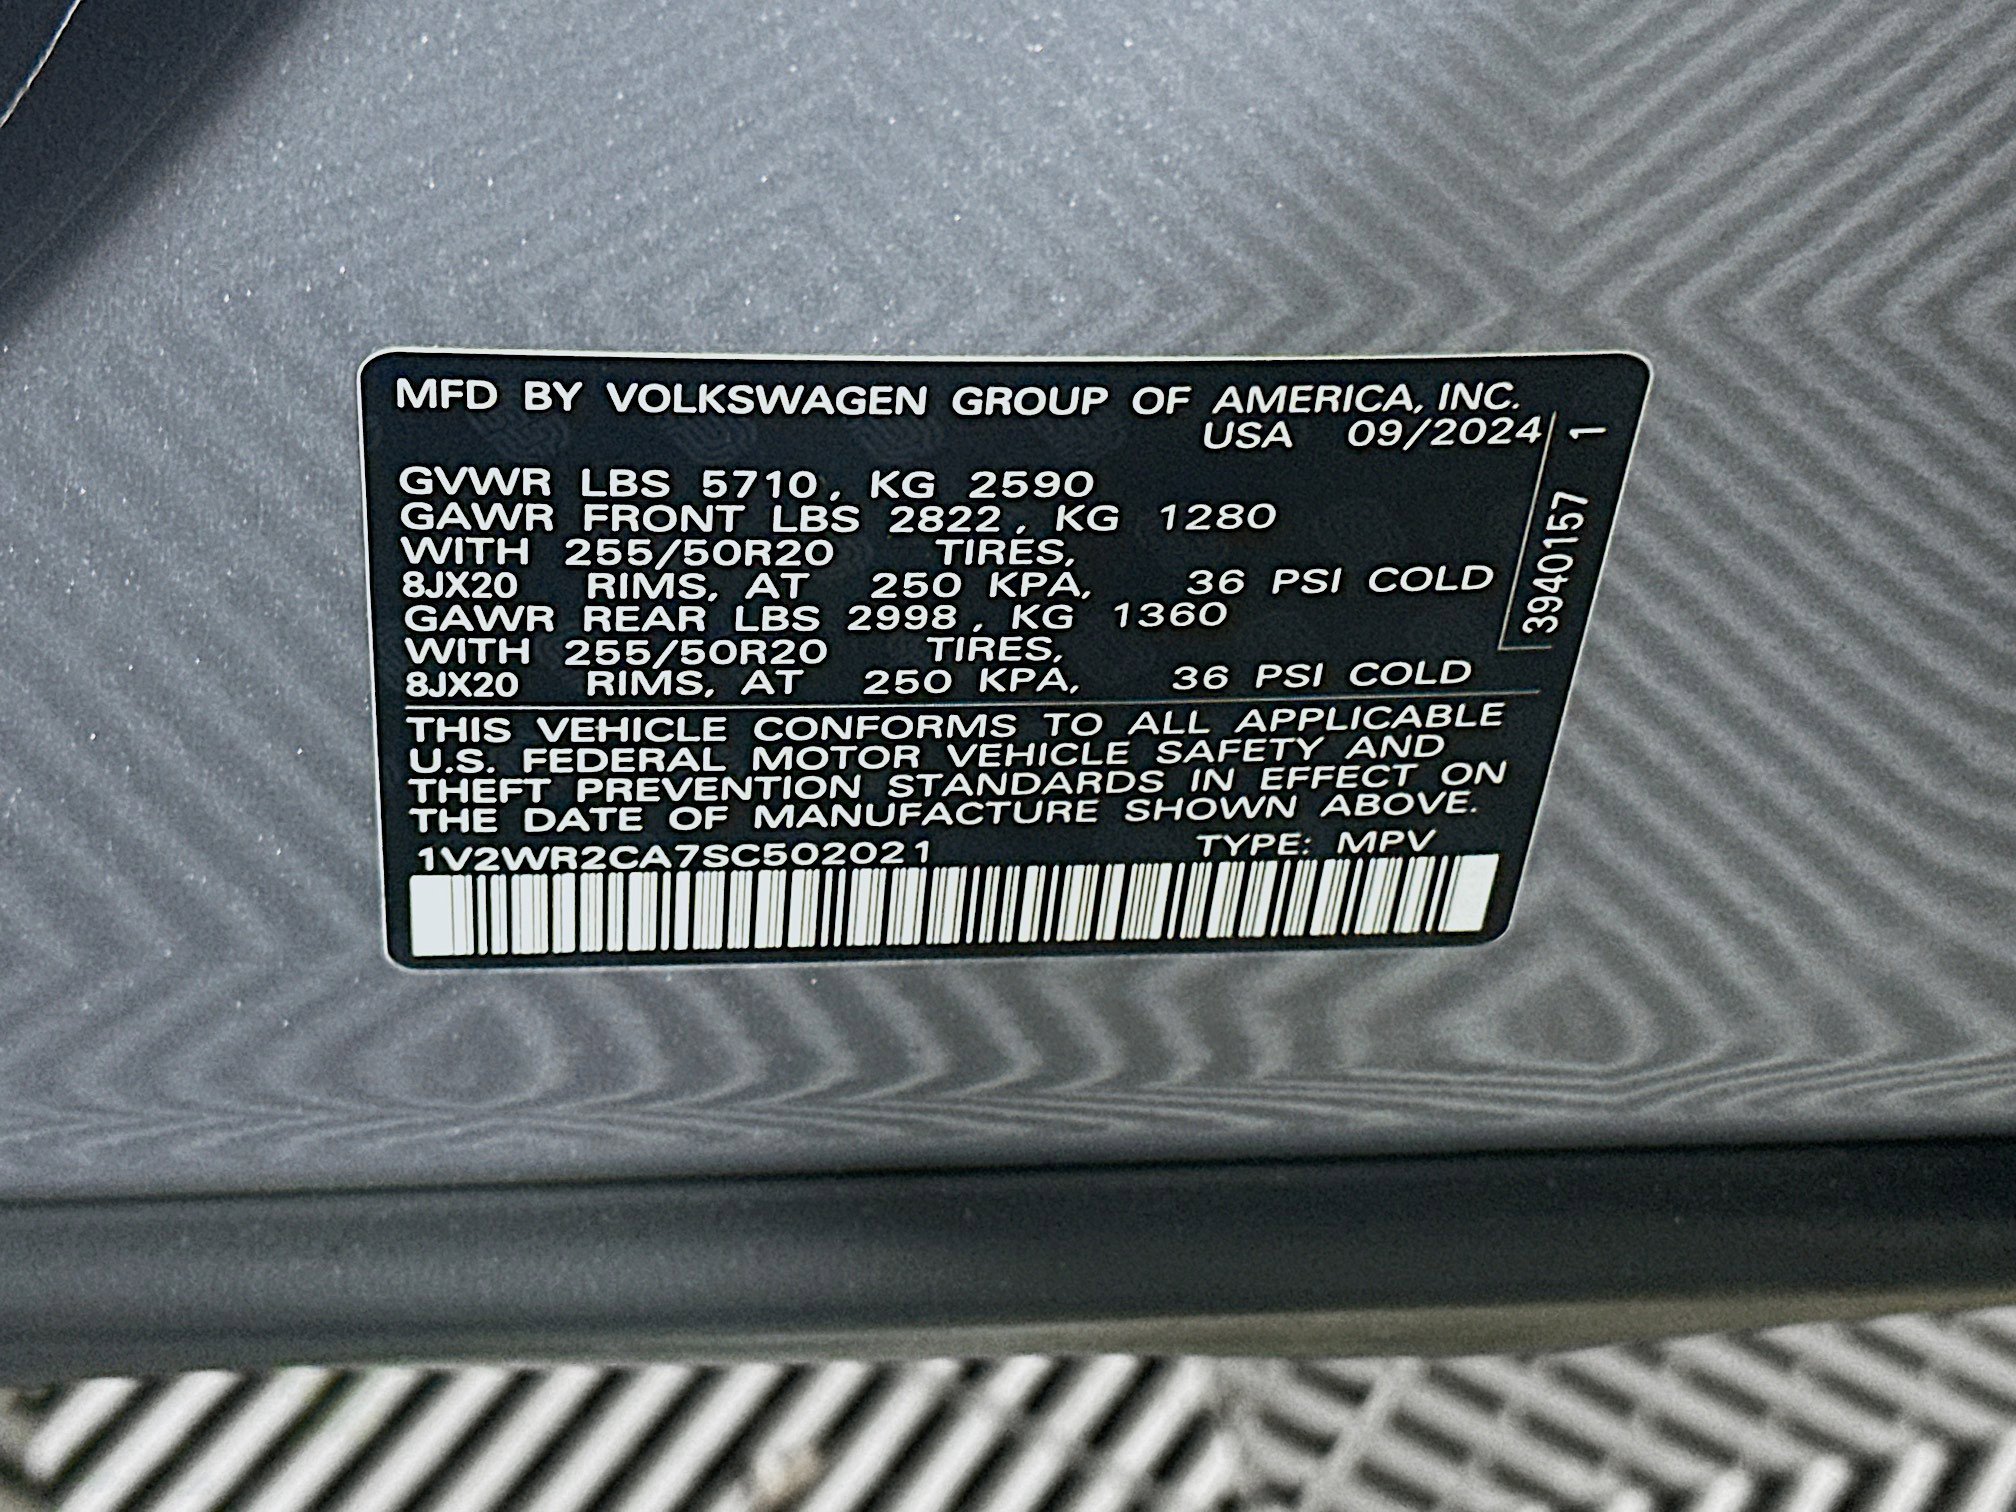 MFD BY VOLKSWAGEN GROUP OF AMERICA, INC.
USA 09/2024
GVWR LBS 5710, KG 2590
GAWR FRONT LBS 2822, KG 1280
WITH 255/50R20 TIRES,
8JX20 RIMS, AT 250 KPA, 36 PSI COLD
GAWR REAR LBS 2998, KG 1360
WITH 255/50R20 TIRES,
8JX20 RIMS, AT 250 KPA, 36 PSI COLD
THIS VEHICLE CONFORMS TO ALL APPLICABLE
U.S. FEDERAL MOTOR VEHICLE SAFETY AND
THEFT PREVENTION STANDARDS IN EFFECT ON
THE DATE OF MANUFACTURE SHOWN ABOVE.
1V2WR2CA7SC502021 TYPE: MPV
3940157 1